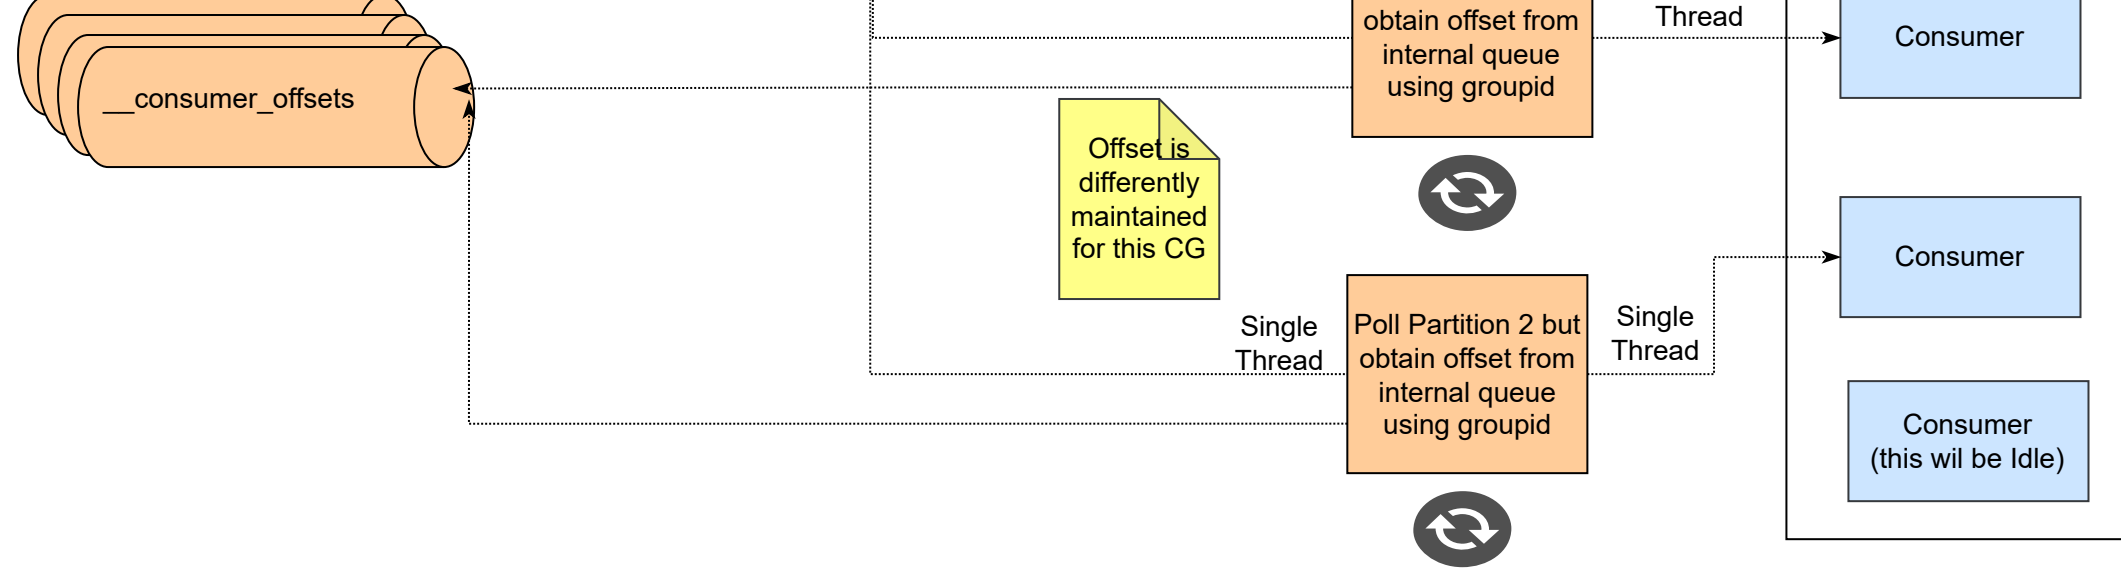 Thread
obtain offset from
internal queue
using groupid
Consumer
__consumer_offsets
Offset is
differently
maintained
for this CG
Consumer
Single
Thread
Poll Partition 2 but
obtain offset from
internal queue
using groupid
Single
Thread
Consumer
(this wil be Idle)